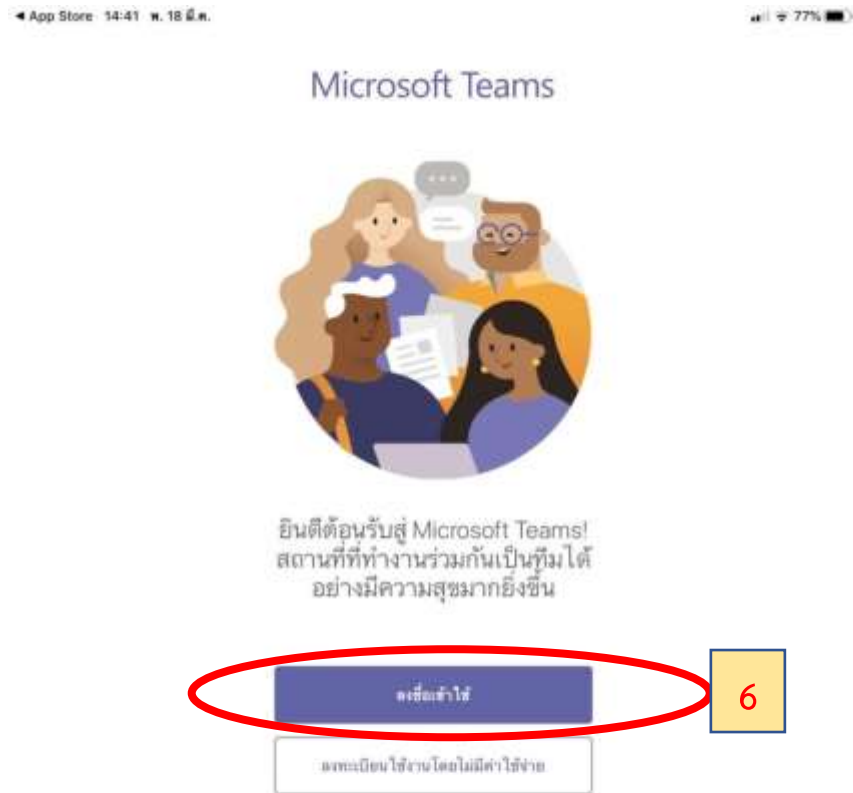 ◀ App Store 14:41 พ. 18 มี.ค.
77%
Microsoft Teams
ยินดีต้อนรับสู่ Microsoft Teams!
สถานที่ที่ทำงานร่วมกันเป็นทีมได้
อย่างมีความสุขมากยิ่งขึ้น
ลงชื่อเข้าใช้
6
ลงทะเบียนใช้งานโดยไม่มีค่าใช้จ่าย